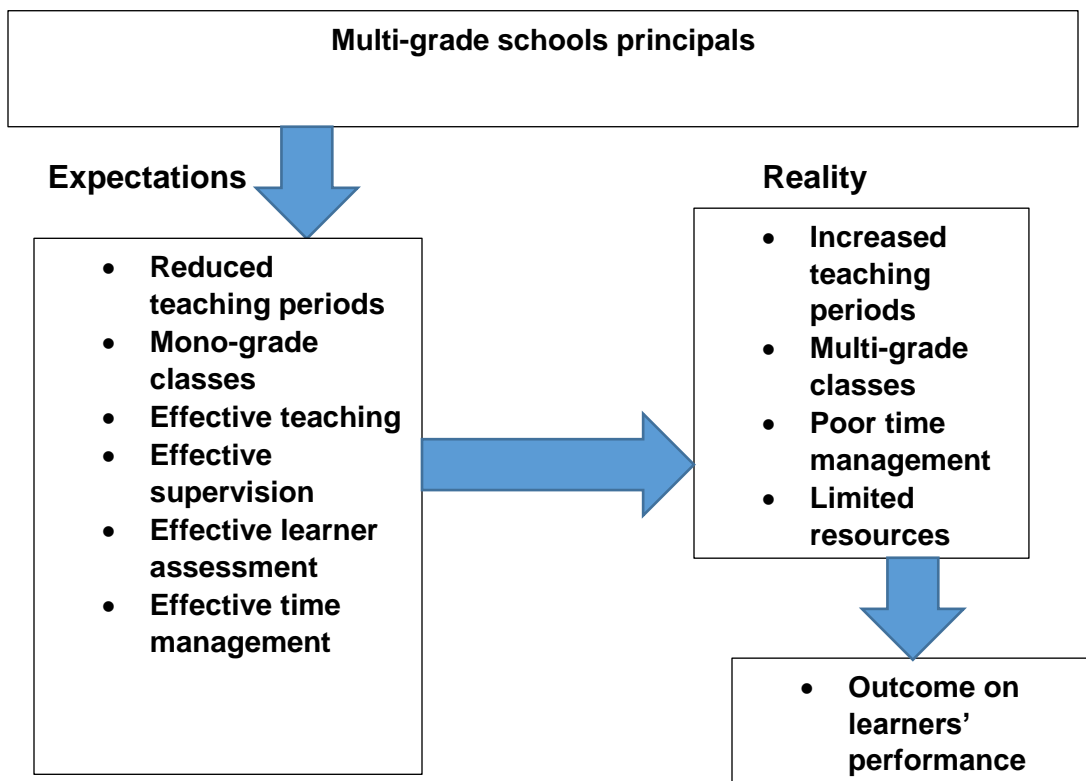 Multi-grade schools principals
Expectations
• Reduced
teaching periods
• Mono-grade
classes
• Effective teaching
• Effective
supervision
• Effective learner
assessment
• Effective time
management
Reality
• Increased
teaching
periods
• Multi-grade
classes
• Poor time
management
• Limited
resources
• Outcome on
learners’
performance